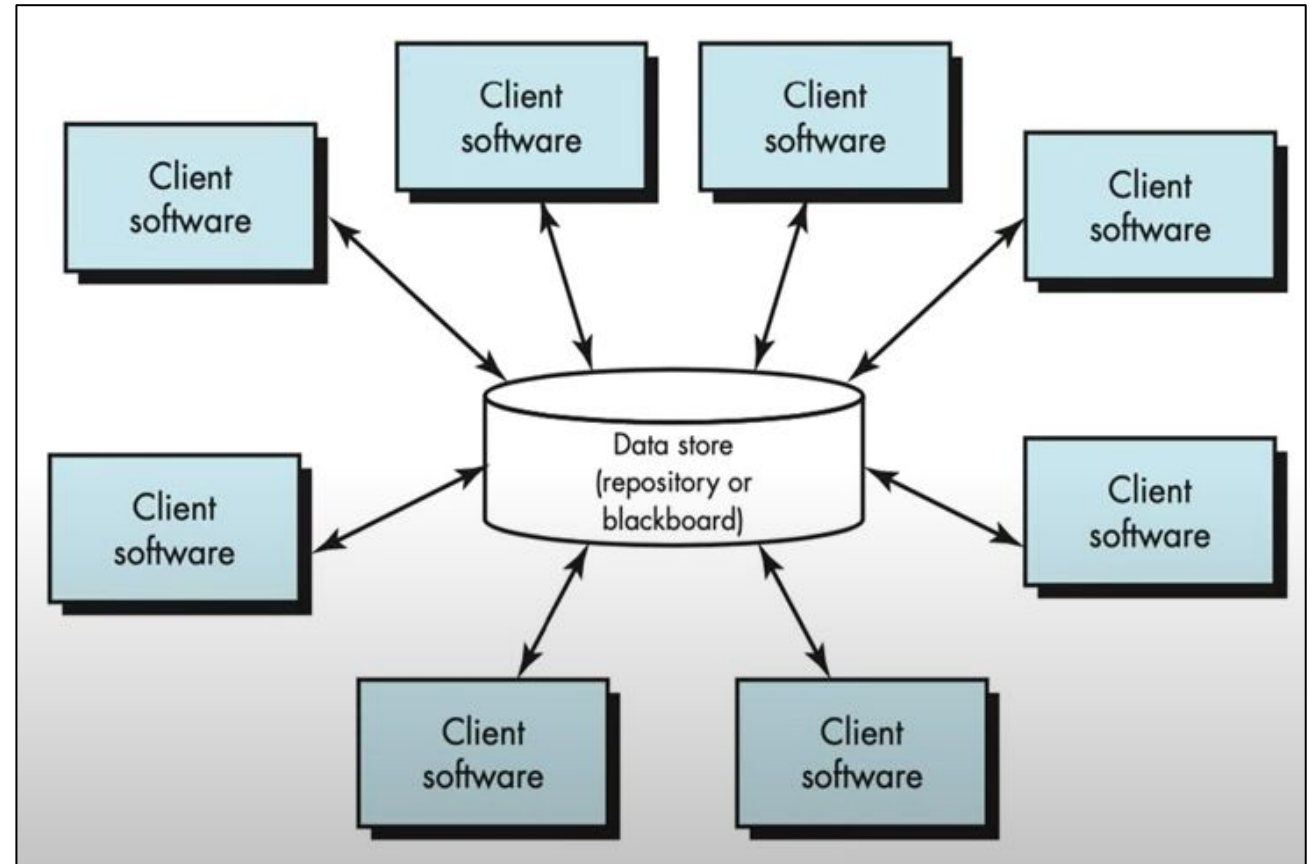 Client
software
Client
software
Client
software
Client
software
Data store
(repository or
blackboard)
Client
software
Client
software
Client
software
Client
software